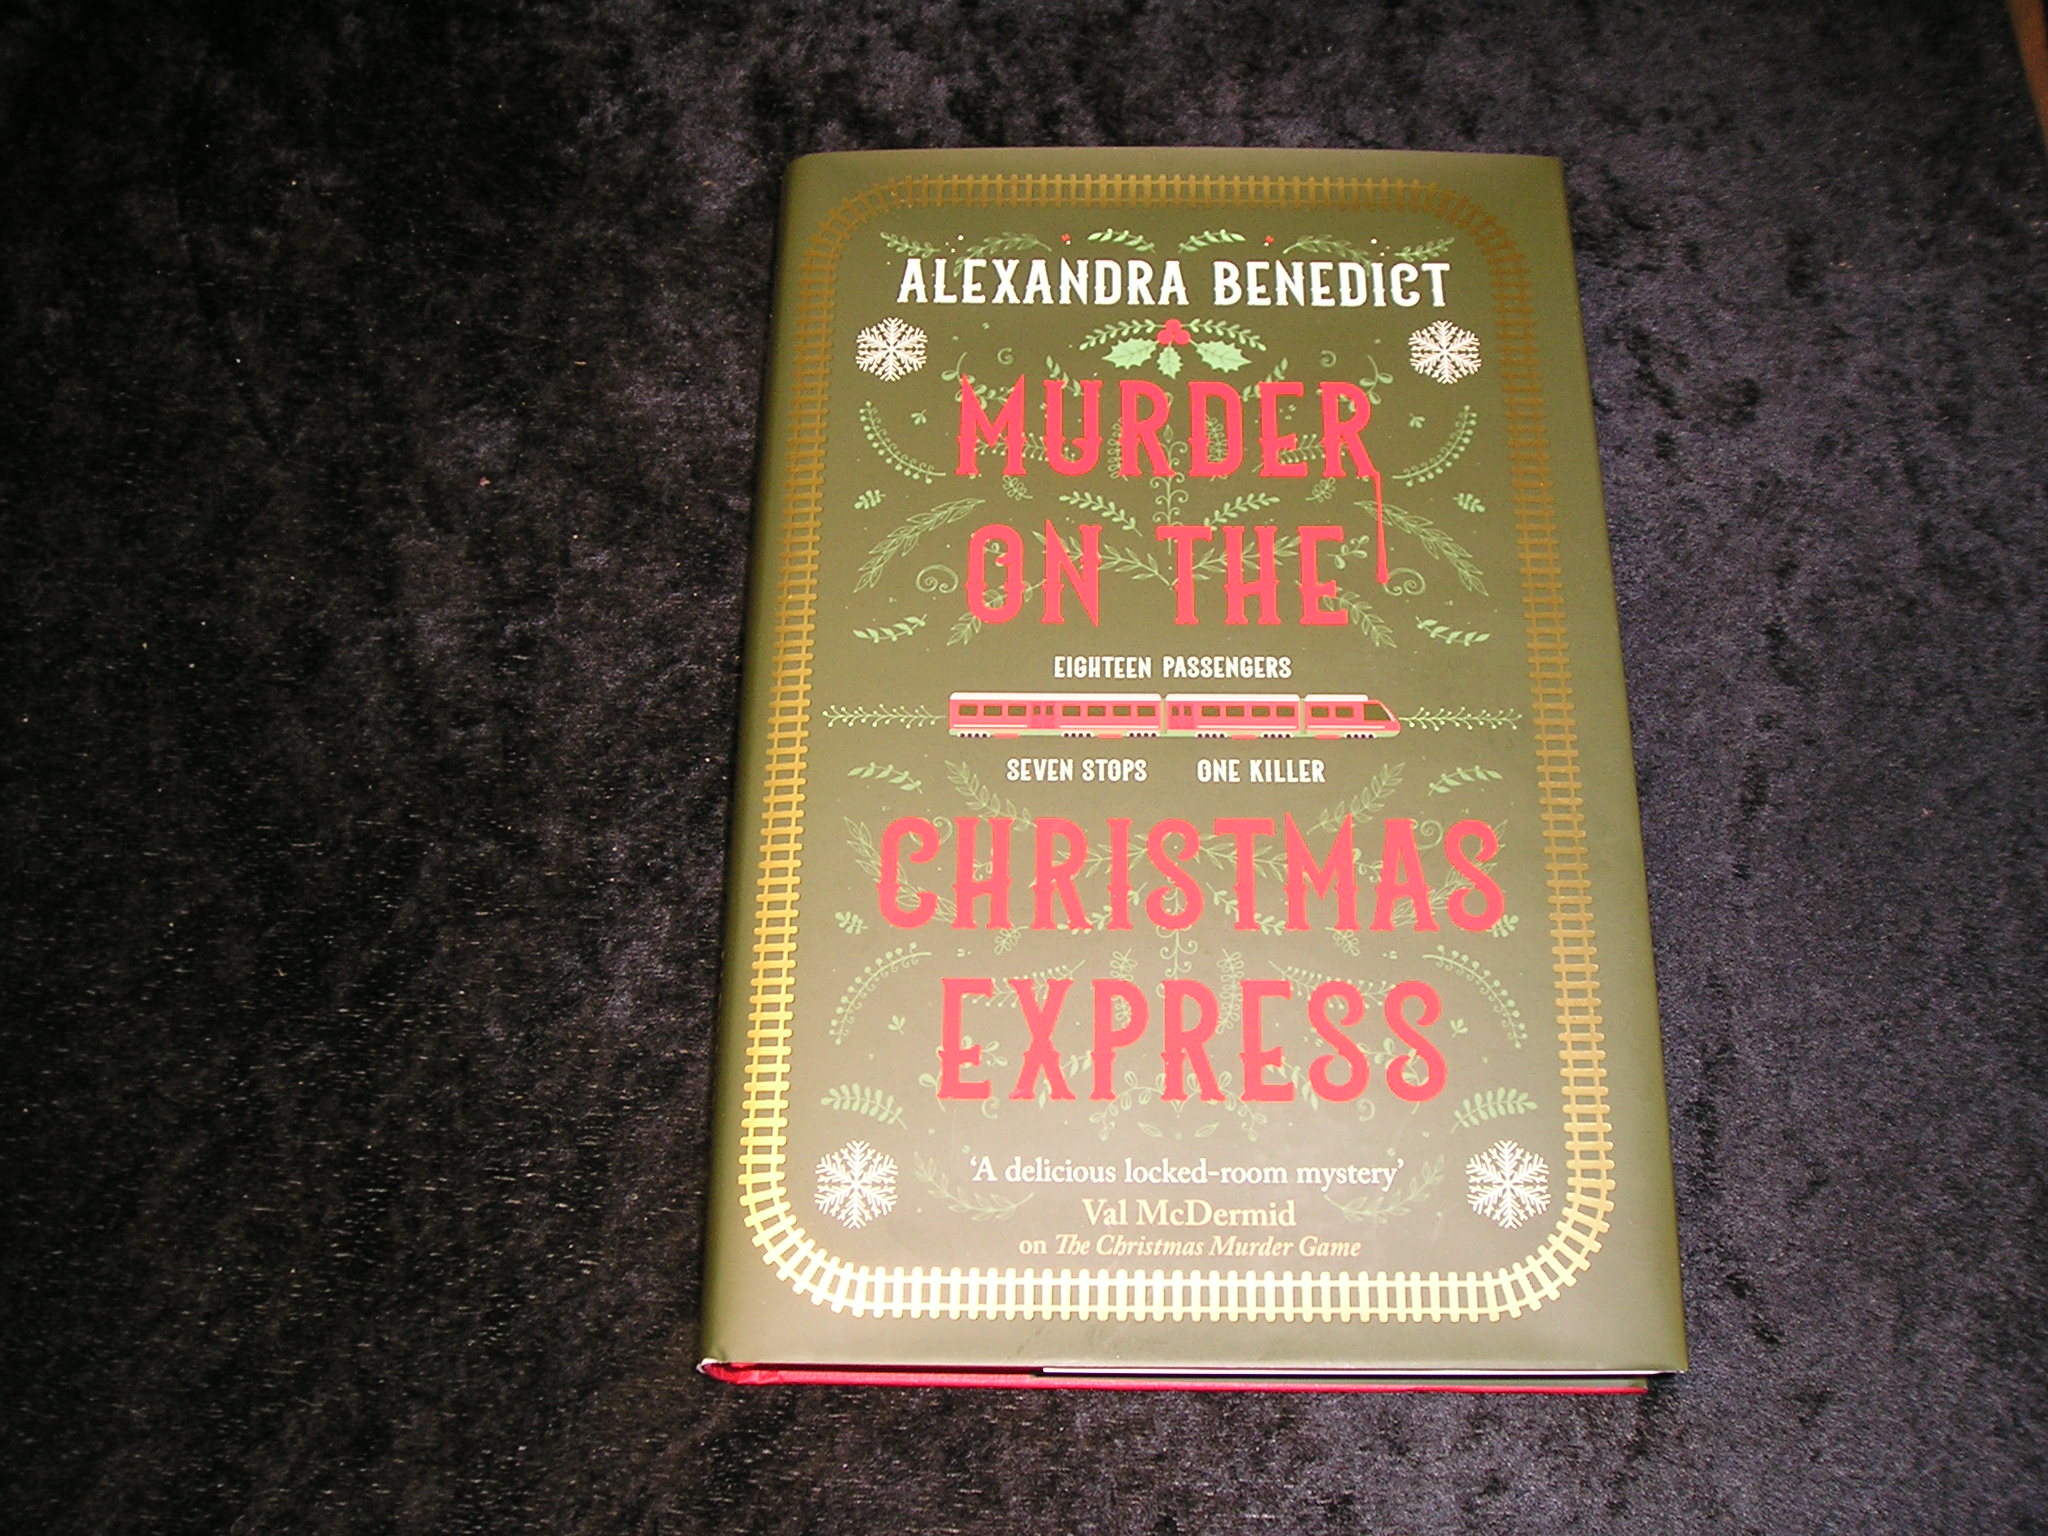 ALEXANDRA BENEDICT
MURDER
ON THE
EIGHTEEN PASSENGERS
SEVEN STOPS ONE KILLER
CHRISTMAS
EXPRESS
‘A delicious locked-room mystery’
Val McDermid
on The Christmas Murder Game